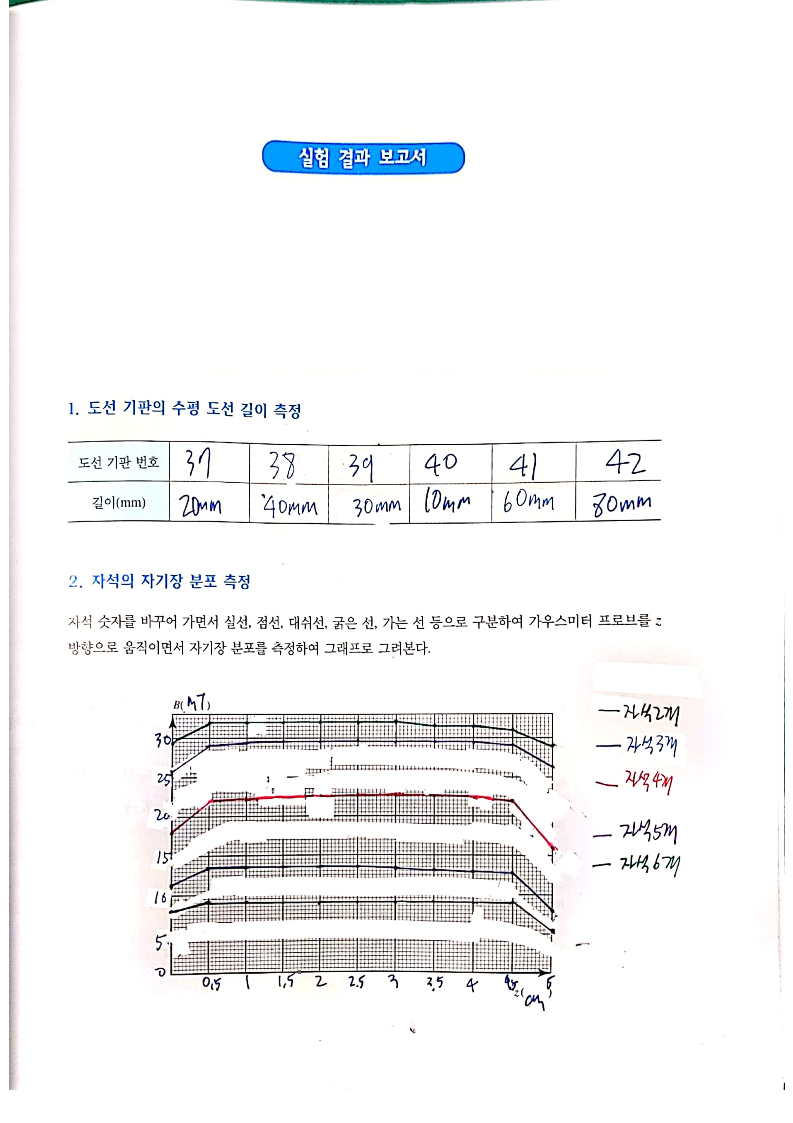 실험 결과 보고서
1. 도선 기판의 수평 도선 길이 측정
도선 기판 번호 37 38 39 40 41 42
길이(mm) 20mm 40mm 30mm 10mm 60mm 80mm
2. 자석의 자기장 분포 측정
자석 숫자를 바꾸어 가면서 실선, 점선, 대쉬선, 굵은 선, 가는 선 등으로 구분하여 가우스미터 프로브를
방향으로 움직이면서 자기장 분포를 측정하여 그래프로 그려본다.
B(mT)
30
25
20
15
10
5
0
0.5 1 1.5 2 2.5 3 3.5 4 4.5 5
z(cm)
자석2개
자석3개
자석4개
자석5개
자석6개